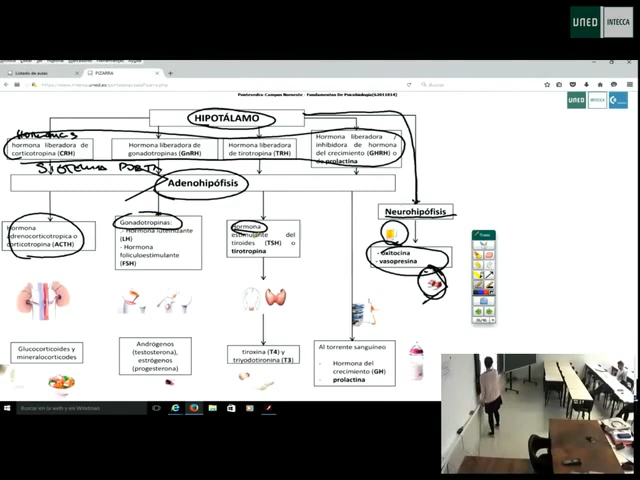 UNED
INTECCA
Listado de aulas
PIZARRA
Buscar
Pontevedra: Campus Noroeste - Fundamentos De Psicobiología(62011014)
UNED
INTECCA
HIPOTÁLAMO
HORMONAS
Hormona liberadora de
corticotropina (CRH)
Hormona liberadora de
gonadotropinas (GnRH)
Hormona liberadora
de tirotropina (TRH)
Hormona liberadora e
inhibidora de hormona
del crecimiento (GHRH) o
de prolactina
SISTEMA PORTA
Adenohipófisis
Neurohipófisis
Hormona
adrenocorticotropica o
corticotropina (ACTH)
Gonadotropinas:
- Hormona luteinizante
(LH)
- Hormona
foliculoestimulante
(FSH)
Hormona
estimulante del
tiroides (TSH) o
tirotropina
- oxitocina
- vasopresina
Glucocorticoides y
mineralocorticodes
Andrógenos
(testosterona),
estrógenos
(progesterona)
tiroxina (T4) y
triyodotironina (T3)
Al torrente sanguíneo
- Hormona del
crecimiento (GH)
- prolactina
Buscar en la web y en Windows